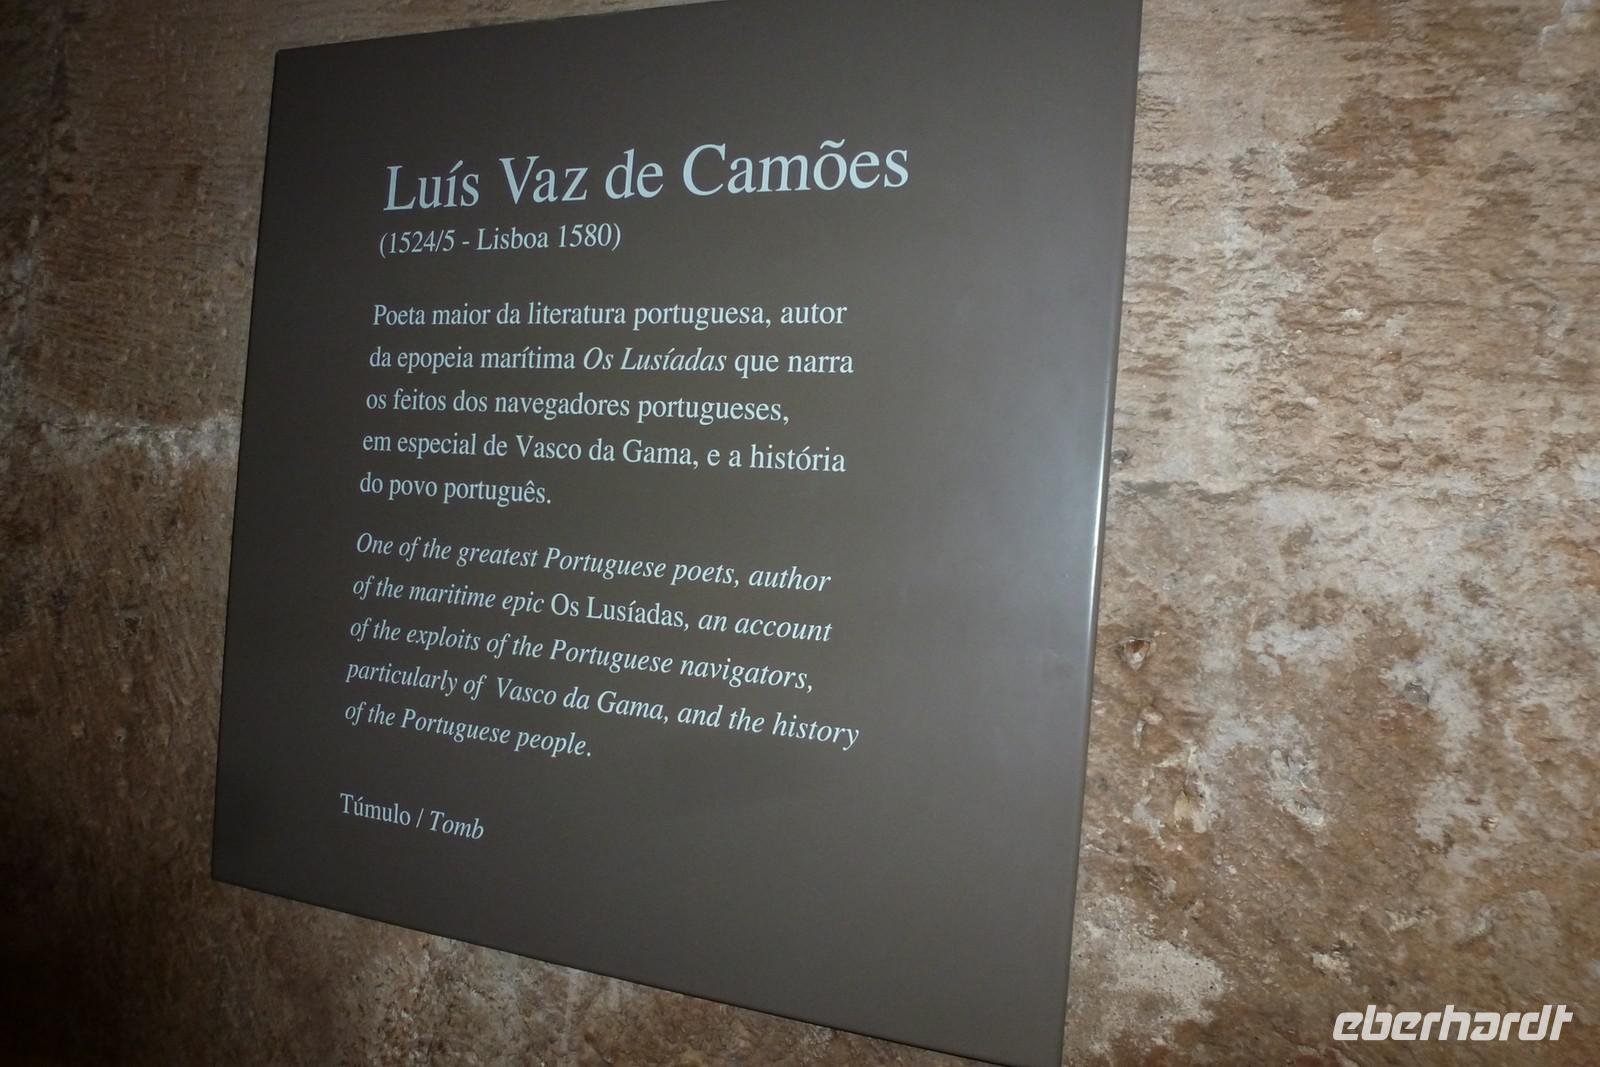 Luís Vaz de Camões
(1524/5 - Lisboa 1580)
Poeta maior da literatura portuguesa, autor
da epopeia marítima Os Lusíadas que narra
os feitos dos navegadores portugueses,
em especial de Vasco da Gama, e a história
do povo português.
One of the greatest Portuguese poets, author
of the maritime epic Os Lusíadas, an account
of the exploits of the Portuguese navigators,
particularly of Vasco da Gama, and the history
of the Portuguese people.
Túmulo / Tomb
eberhardt